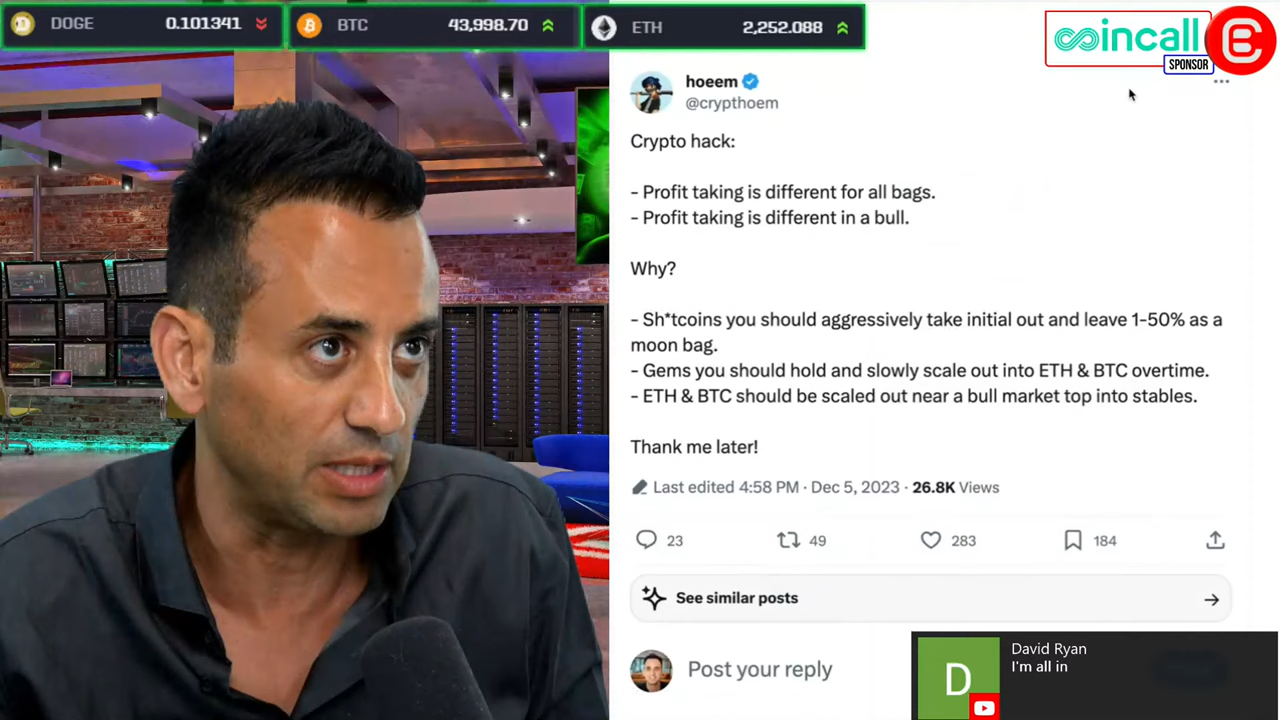 DOGE 0.101341
BTC 43,998.70
ETH 2,252.088
coincall
SPONSOR
hoeem
@crypthoem
Crypto hack:
- Profit taking is different for all bags.
- Profit taking is different in a bull.
Why?
- Sh*tcoins you should aggressively take initial out and leave 1-50% as a
moon bag.
- Gems you should hold and slowly scale out into ETH & BTC overtime.
- ETH & BTC should be scaled out near a bull market top into stables.
Thank me later!
Last edited 4:58 PM · Dec 5, 2023 · 26.8K Views
23 49 283 184
See similar posts
Post your reply
David Ryan
I'm all in
D